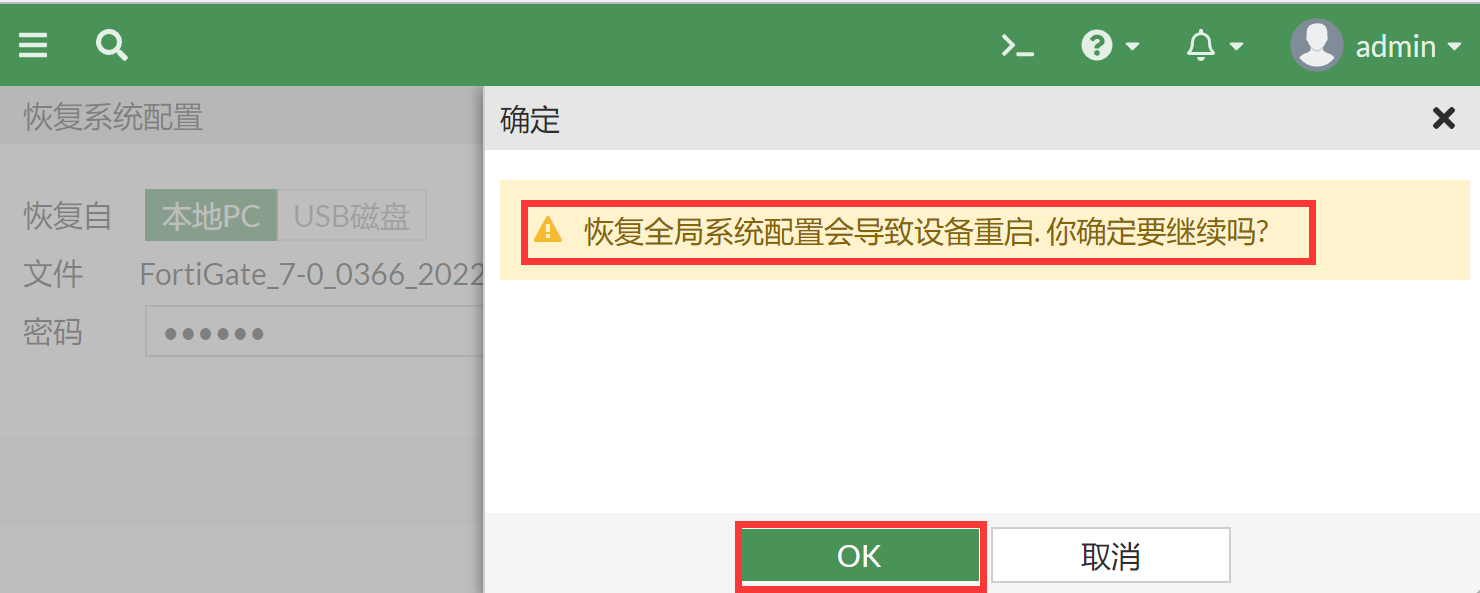 admin
恢复系统配置
确定
恢复自
本地PC
USB磁盘
恢复全局系统配置会导致设备重启. 你确定要继续吗?
文件
FortiGate_7-0_0366_2022
密码
OK
取消